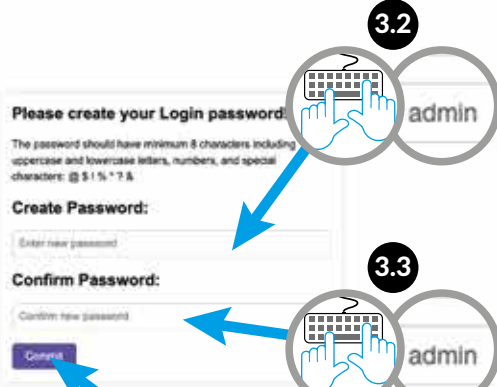 3.2
admin
Please create your Login password:
The password should have minimum 8 characters including
uppercase and lowercase letters, numbers, and special
characters: @ $ ! % * ? &
Create Password:
Enter new password
Confirm Password:
3.3
Confirm new password
admin
Commit